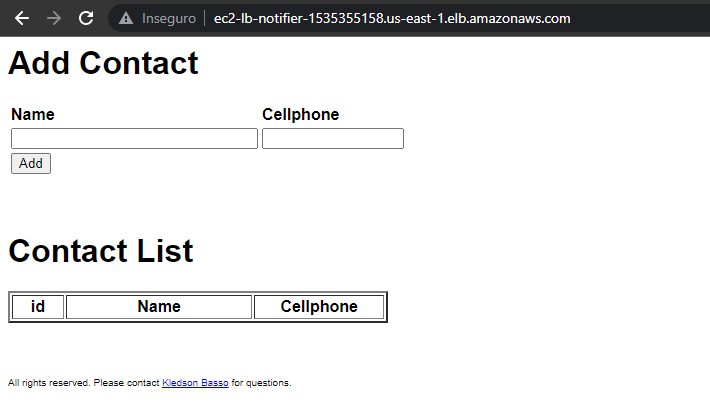 Inseguro ec2-lb-notifier-1535355158.us-east-1.elb.amazonaws.com
Add Contact
Name Cellphone
Add
Contact List
id Name Cellphone
All rights reserved. Please contact Kledson Basso for questions.